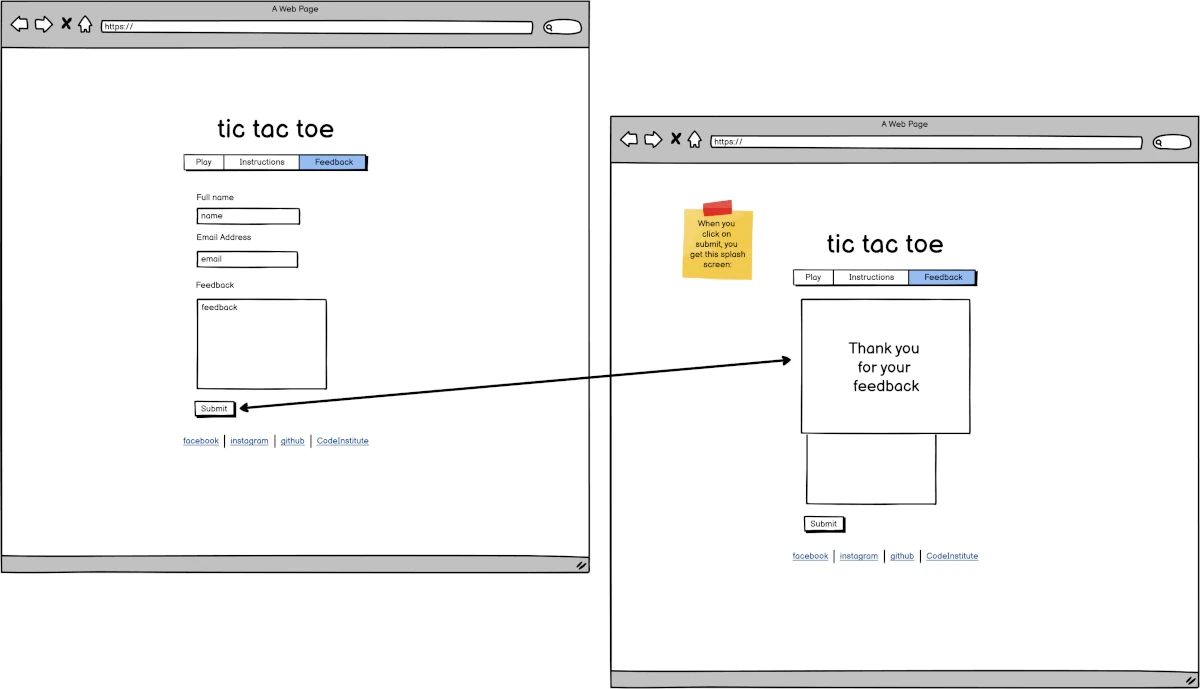 A Web Page
https://
tic tac toe
Play Instructions Feedback
Full name
name
Email Address
email
Feedback
feedback
Submit
facebook instagram github CodeInstitute
A Web Page
https://
When you
click on
submit, you
get this splash
screen:
tic tac toe
Play Instructions Feedback
Thank you
for your
feedback
Submit
facebook instagram github CodeInstitute